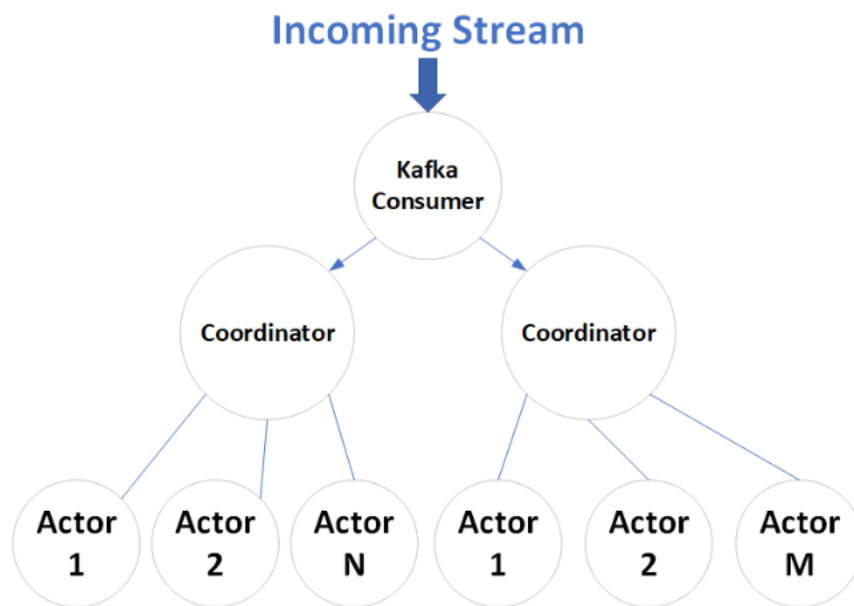 Incoming Stream
Kafka
Consumer
Coordinator
Coordinator
Actor
1
Actor
2
Actor
N
Actor
1
Actor
2
Actor
M